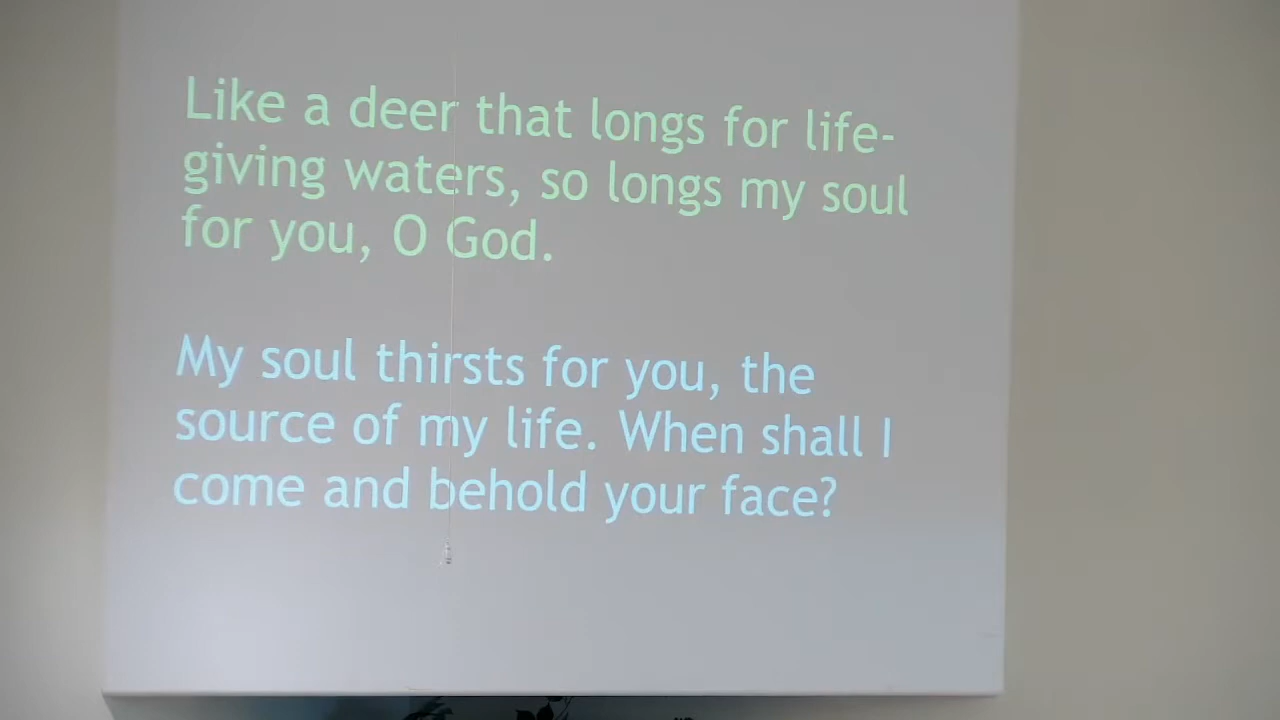 Like a deer that longs for life-
giving waters, so longs my soul
for you, O God.
My soul thirsts for you, the
source of my life. When shall I
come and behold your face?